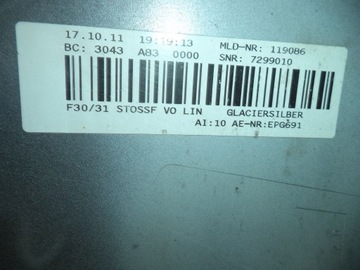 17.10.11 19:19:13 MLD-NR: 119086
BC: 3043 A83 0000 SNR: 7299010
F30/31 STOSSF VO LIN GLACIERSILBER
AI:10 AE-NR:EPG691